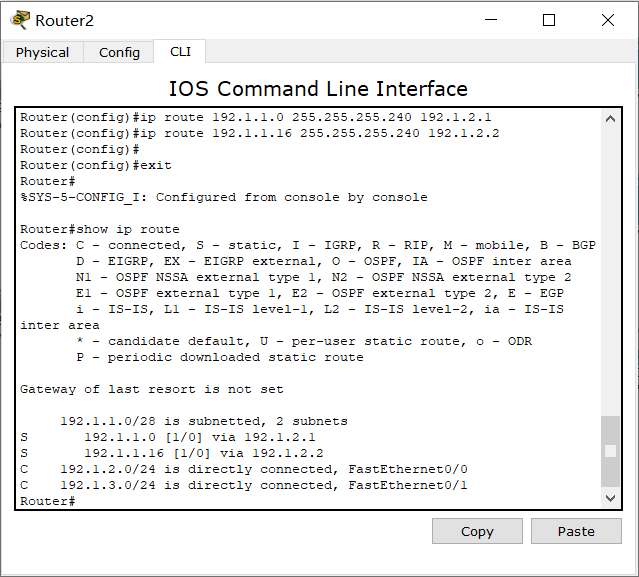 Router2
Physical Config CLI
IOS Command Line Interface
Router(config)#ip route 192.1.1.0 255.255.255.240 192.1.2.1
Router(config)#ip route 192.1.1.16 255.255.255.240 192.1.2.2
Router(config)#
Router(config)#exit
Router#
%SYS-5-CONFIG_I: Configured from console by console
Router#show ip route
Codes: C - connected, S - static, I - IGRP, R - RIP, M - mobile, B - BGP
D - EIGRP, EX - EIGRP external, O - OSPF, IA - OSPF inter area
N1 - OSPF NSSA external type 1, N2 - OSPF NSSA external type 2
E1 - OSPF external type 1, E2 - OSPF external type 2, E - EGP
i - IS-IS, L1 - IS-IS level-1, L2 - IS-IS level-2, ia - IS-IS
inter area
* - candidate default, U - per-user static route, o - ODR
P - periodic downloaded static route
Gateway of last resort is not set
192.1.1.0/28 is subnetted, 2 subnets
S 192.1.1.0 [1/0] via 192.1.2.1
S 192.1.1.16 [1/0] via 192.1.2.2
C 192.1.2.0/24 is directly connected, FastEthernet0/0
C 192.1.3.0/24 is directly connected, FastEthernet0/1
Router#
Copy Paste